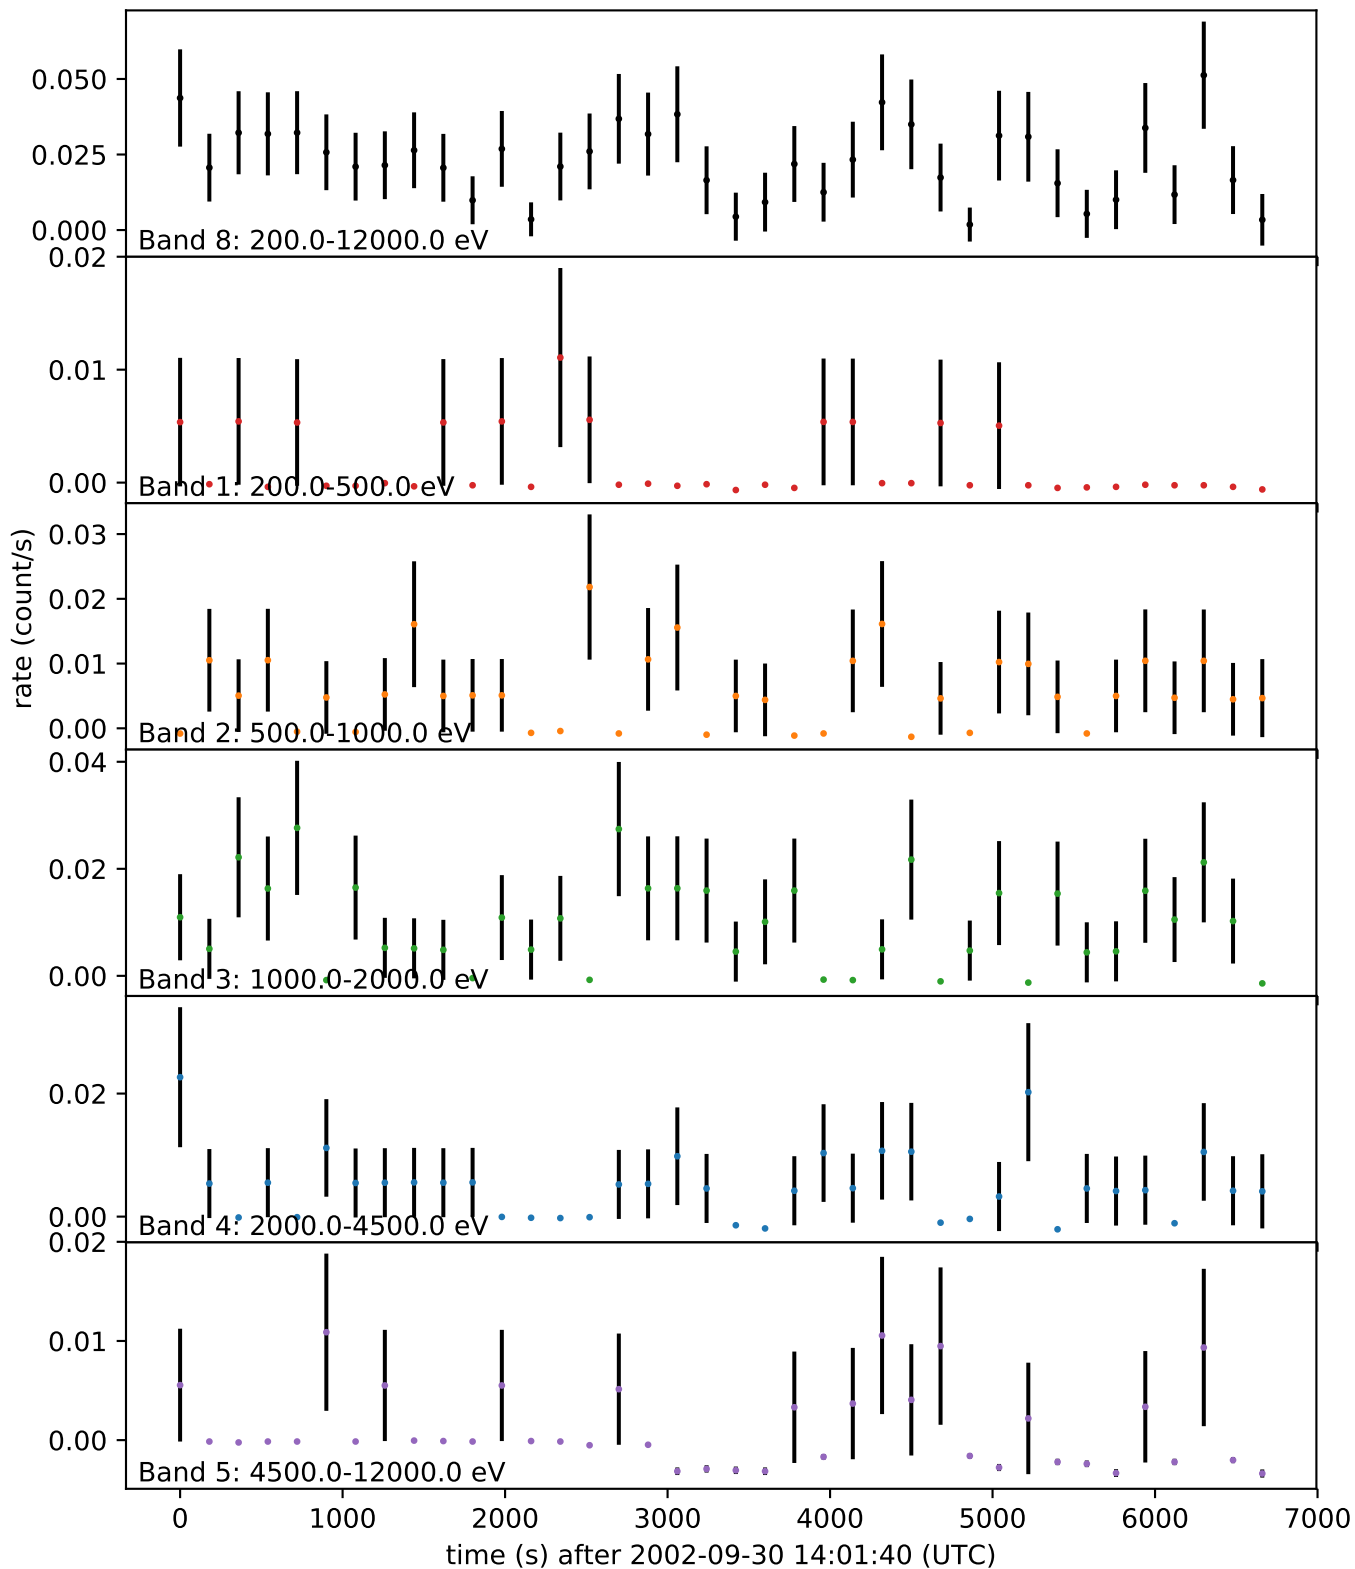 0.050
0.025
0.000
Band 8: 200.0-12000.0 eV
0.02
0.01
0.00
Band 1: 200.0-500.0 eV
rate (count/s)
0.03
0.02
0.01
0.00
Band 2: 500.0-1000.0 eV
0.04
0.02
0.00
Band 3: 1000.0-2000.0 eV
0.02
0.00
Band 4: 2000.0-4500.0 eV
0.02
0.01
0.00
Band 5: 4500.0-12000.0 eV
0 1000 2000 3000 4000 5000 6000 7000
time (s) after 2002-09-30 14:01:40 (UTC)